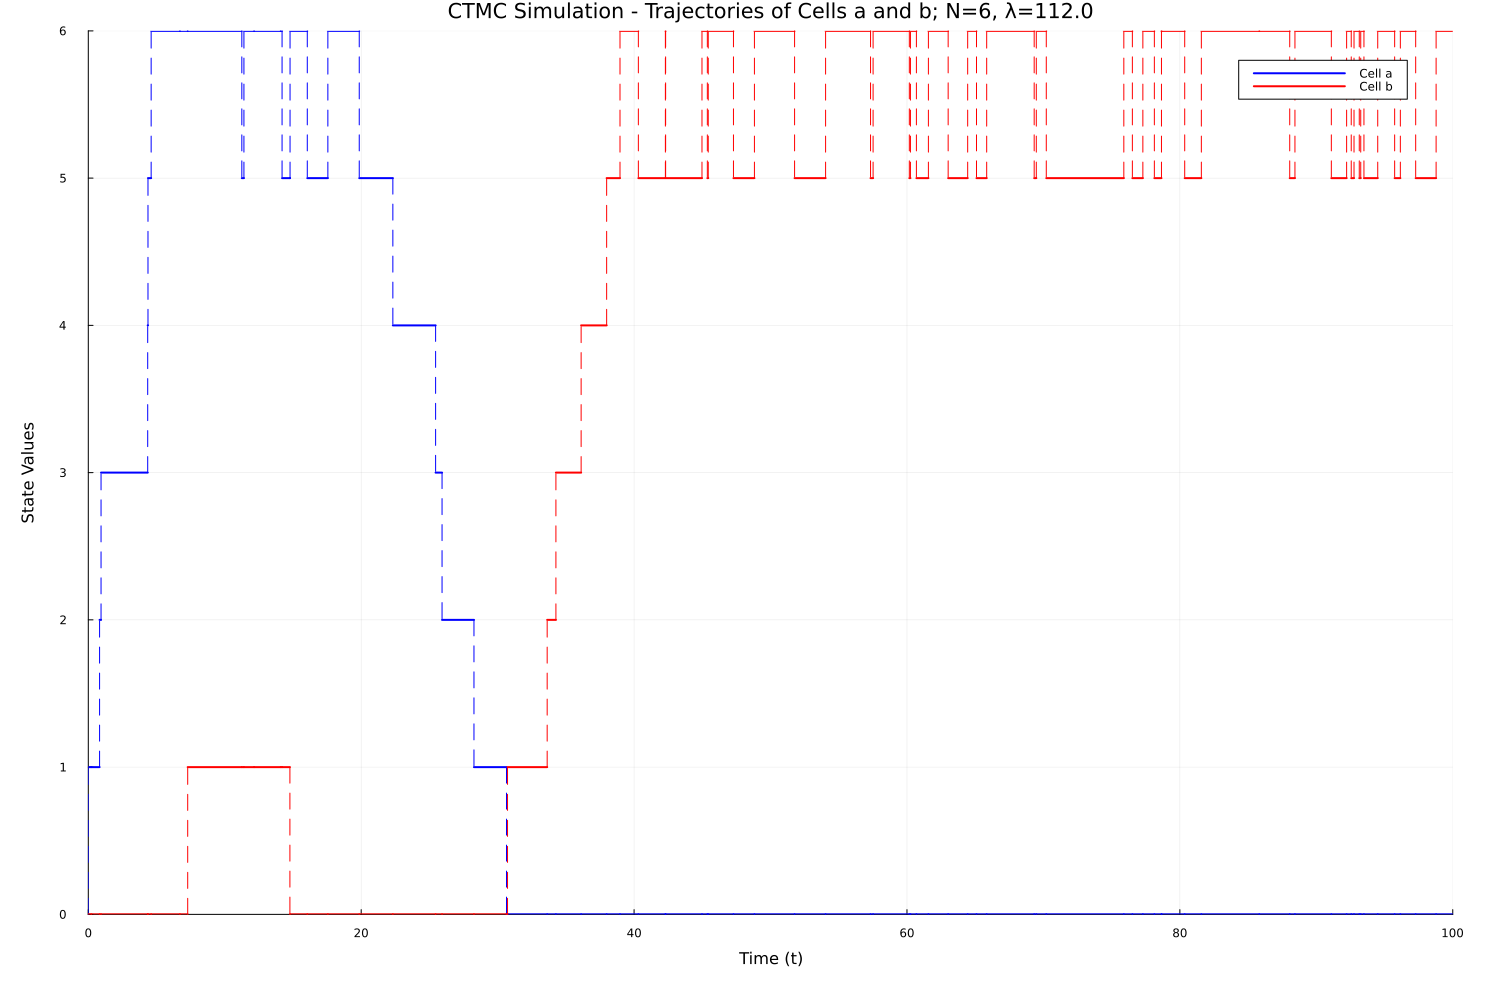 CTMC Simulation - Trajectories of Cells a and b; N=6, λ=112.0
6
Cell a
Cell b
5
4
State Values
3
2
1
0
0 20 40 60 80 100
Time (t)